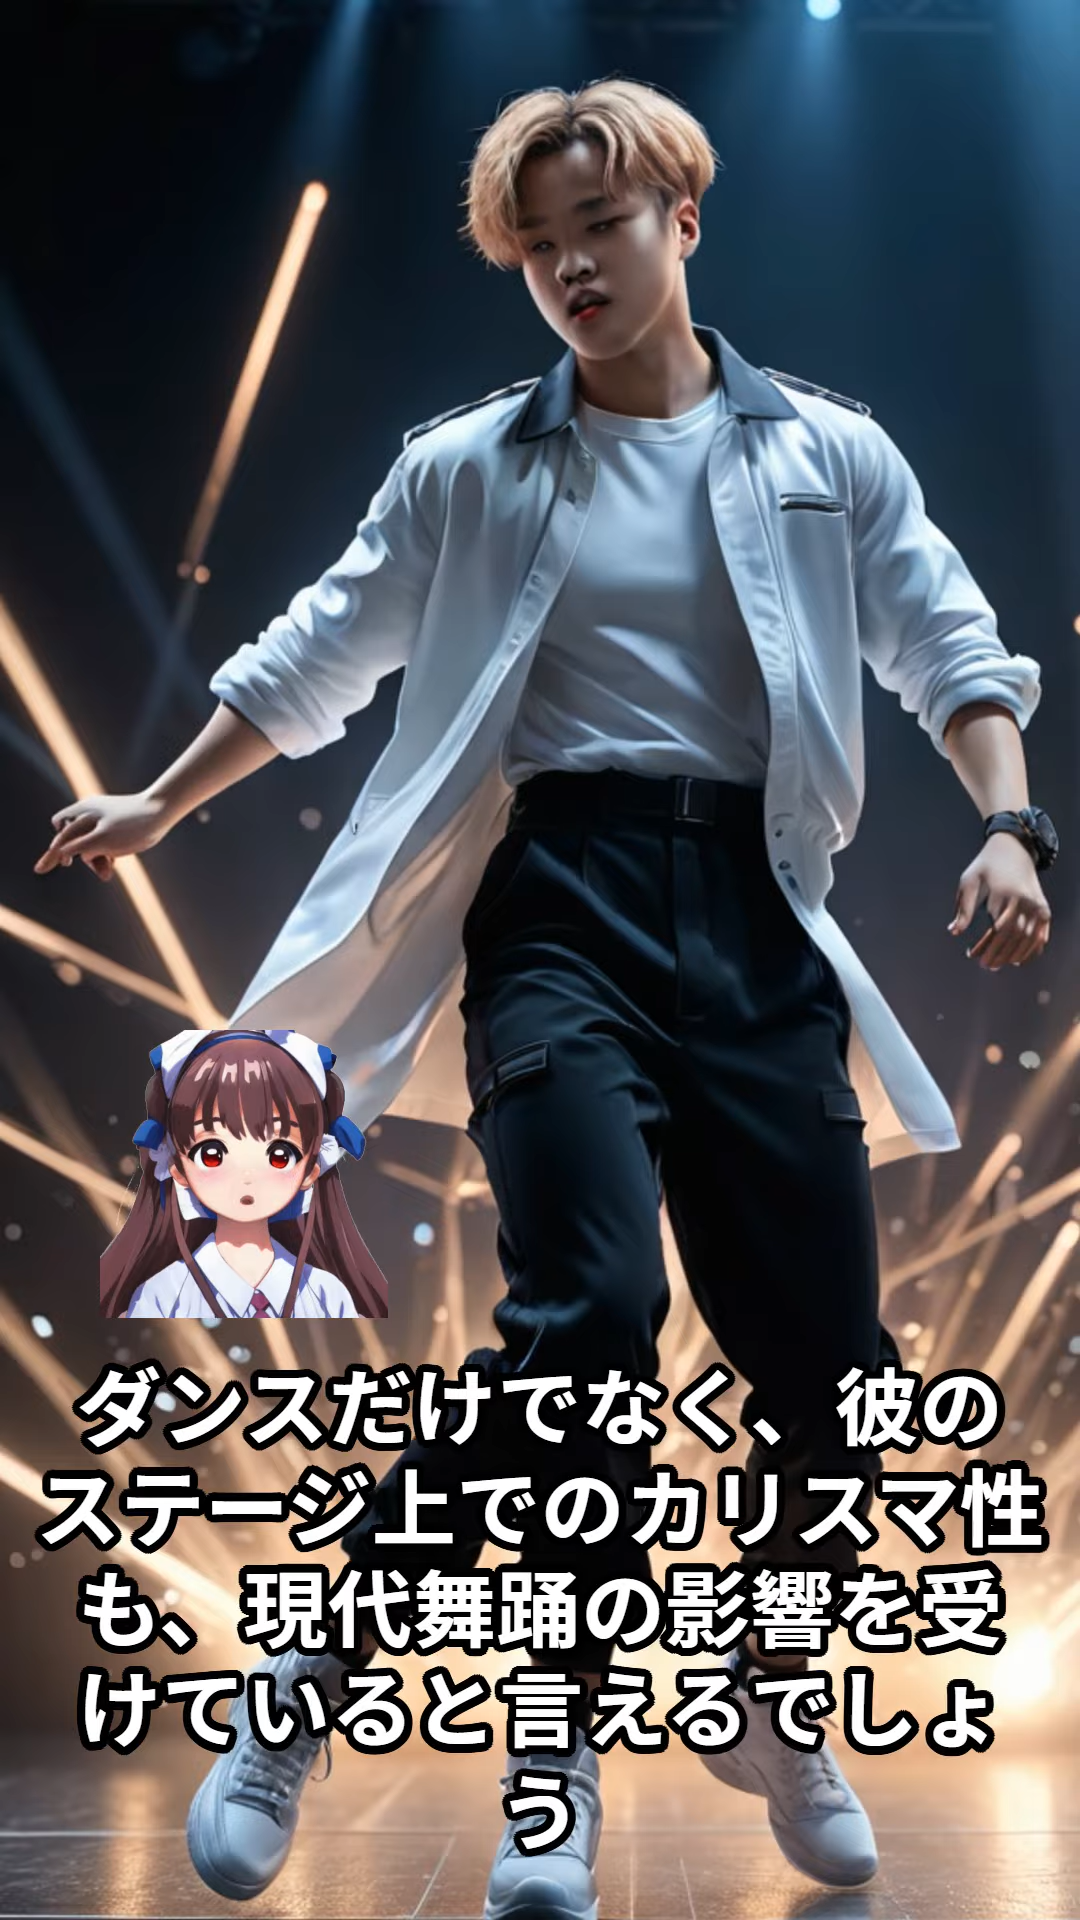 ダンスだけでなく、彼の
ステージ上でのカリスマ性
も、現代舞踊の影響を受
けていると言えるでしょ
う